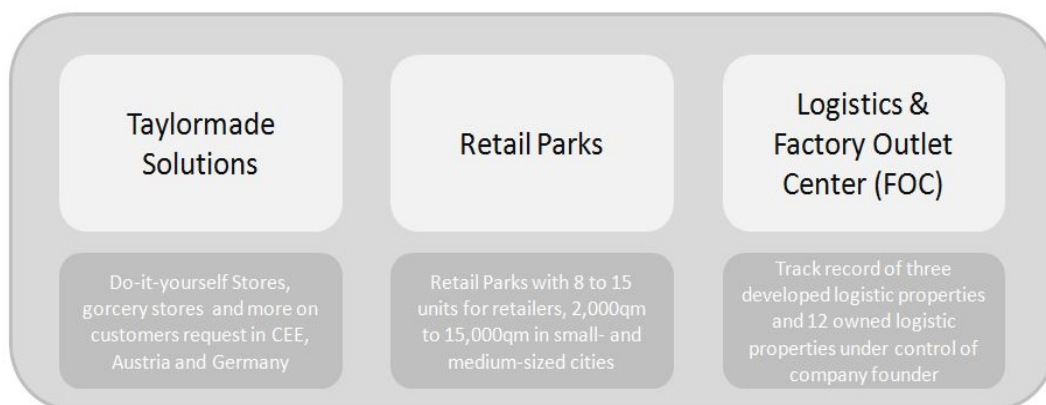 Taylormade
Solutions
Retail Parks
Logistics &
Factory Outlet
Center (FOC)
Do-it-yourself Stores,
gorcery stores and more on
customers request in CEE,
Austria and Germany
Retail Parks with 8 to 15
units for retailers, 2,000qm
to 15,000qm in small- and
medium-sized cities
Track record of three
developed logistic properties
and 12 owned logistic
properties under control of
company founder